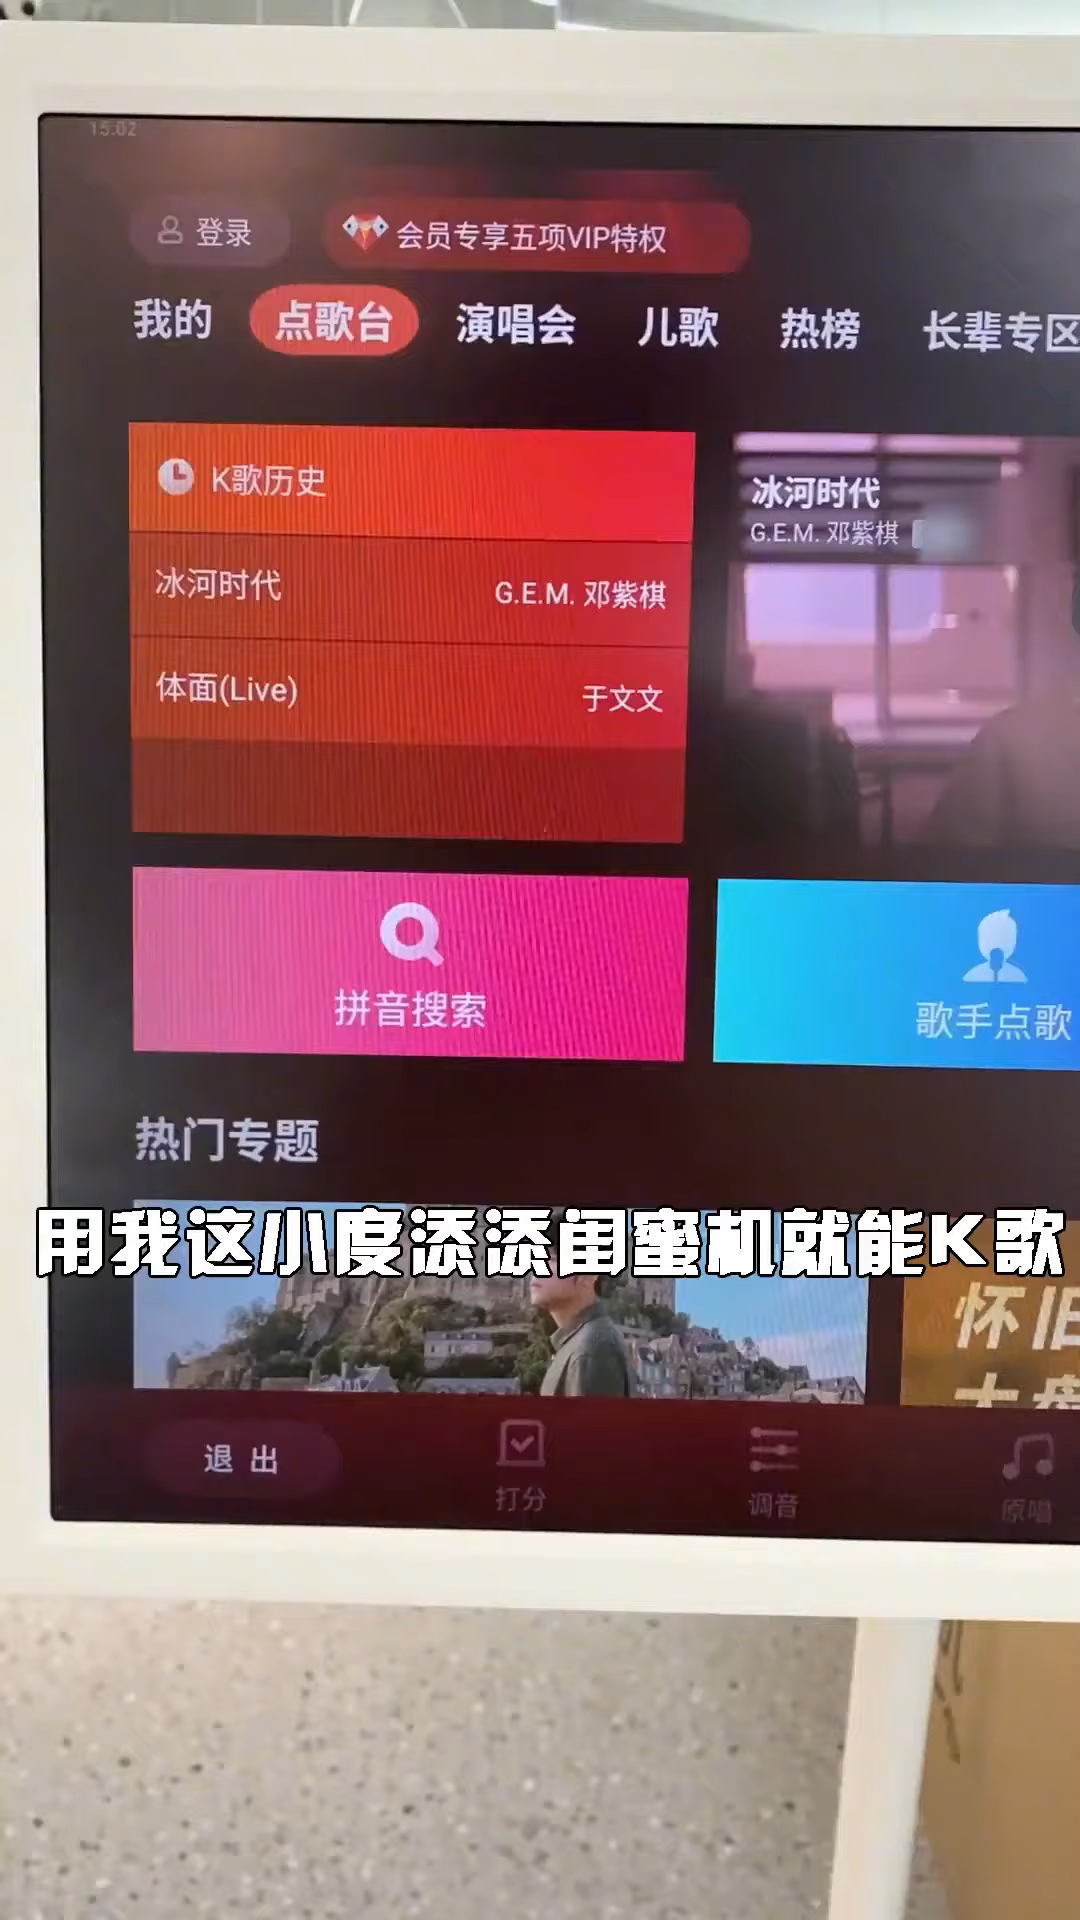 15:02
登录
会员专享五项VIP特权
我的 点歌台 演唱会 儿歌 热榜 长辈专区
K歌历史
冰河时代 G.E.M. 邓紫棋
体面(Live) 于文文
冰河时代
G.E.M. 邓紫棋
拼音搜索
歌手点歌
热门专题
用我这小度添添闺蜜机就能K歌
怀旧
大盘
退出
打分
调音
原唱